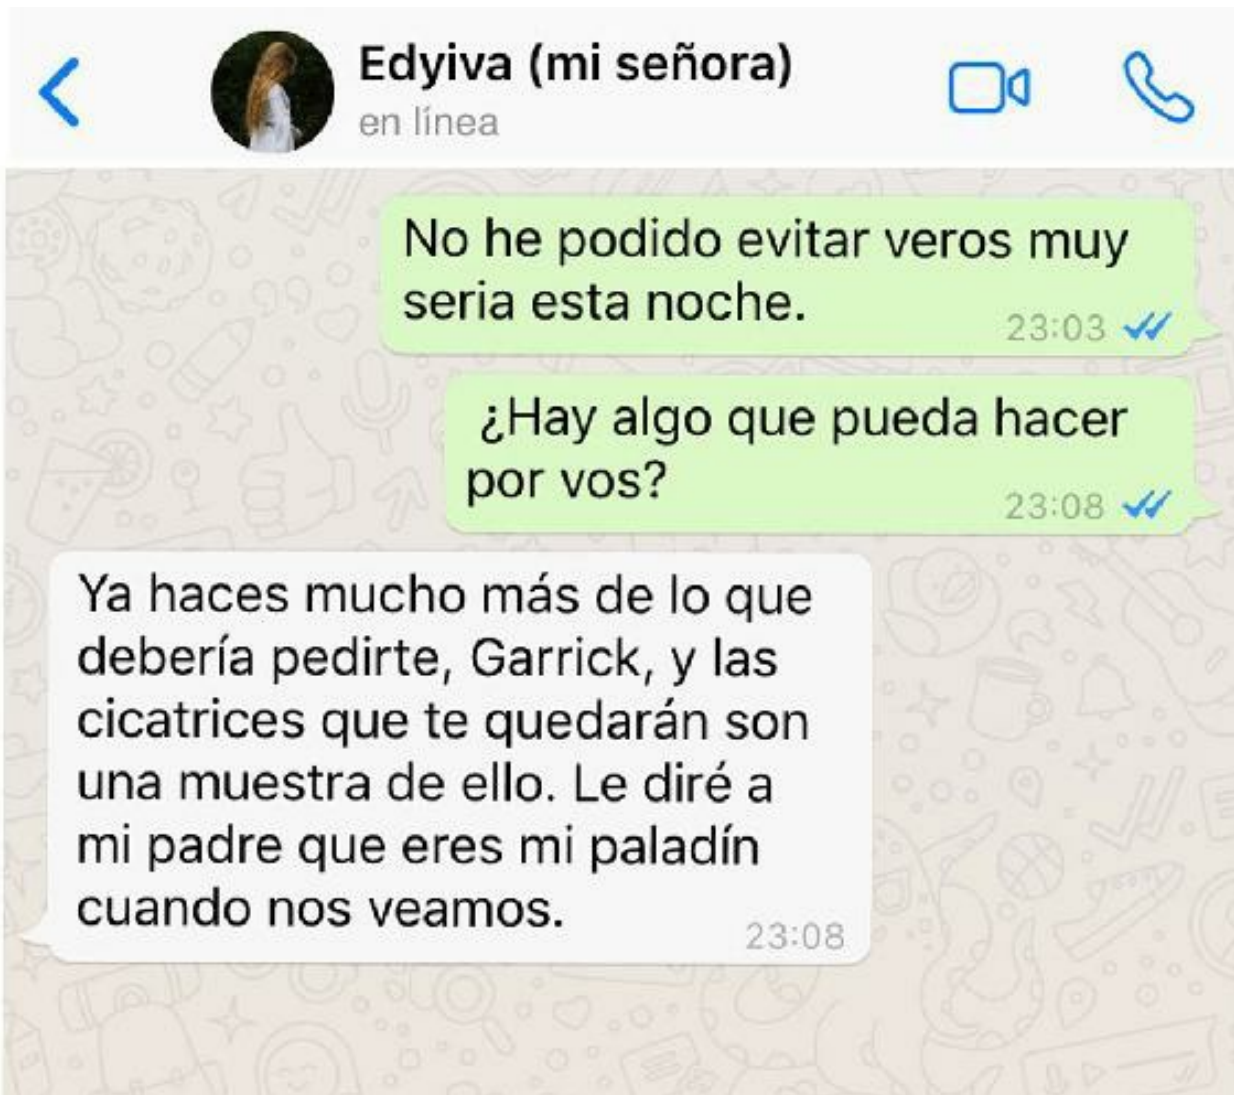 Edyiva (mi señora)
en línea
No he podido evitar veros muy
seria esta noche.
23:03
¿Hay algo que pueda hacer
por vos?
23:08
Ya haces mucho más de lo que
debería pedirte, Garrick, y las
cicatrices que te quedarán son
una muestra de ello. Le diré a
mi padre que eres mi paladín
cuando nos veamos.
23:08